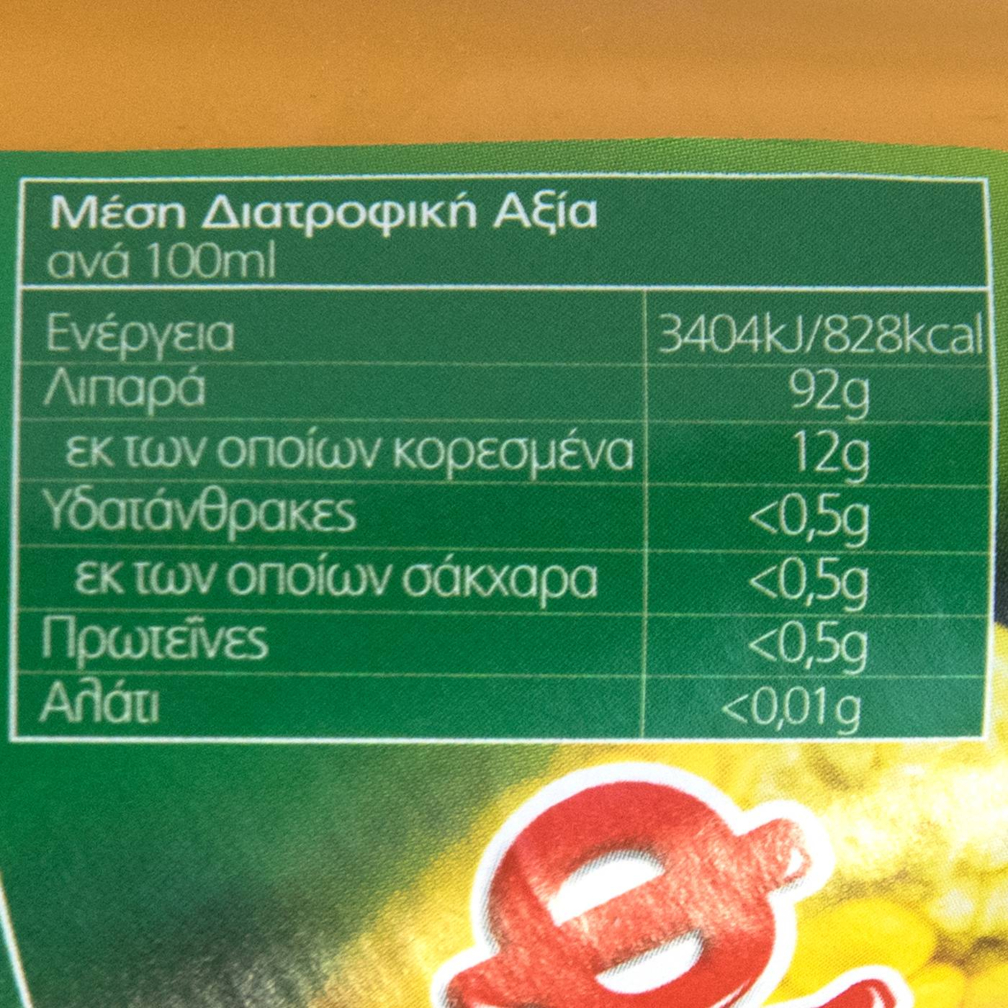 Μέση Διατροφική Αξία
ανά 100ml
Ενέργεια 3404kJ/828kcal
Λιπαρά 92g
εκ των οποίων κορεσμένα 12g
Υδατάνθρακες <0,5g
εκ των οποίων σάκχαρα <0,5g
Πρωτεΐνες <0,5g
Αλάτι <0,01g